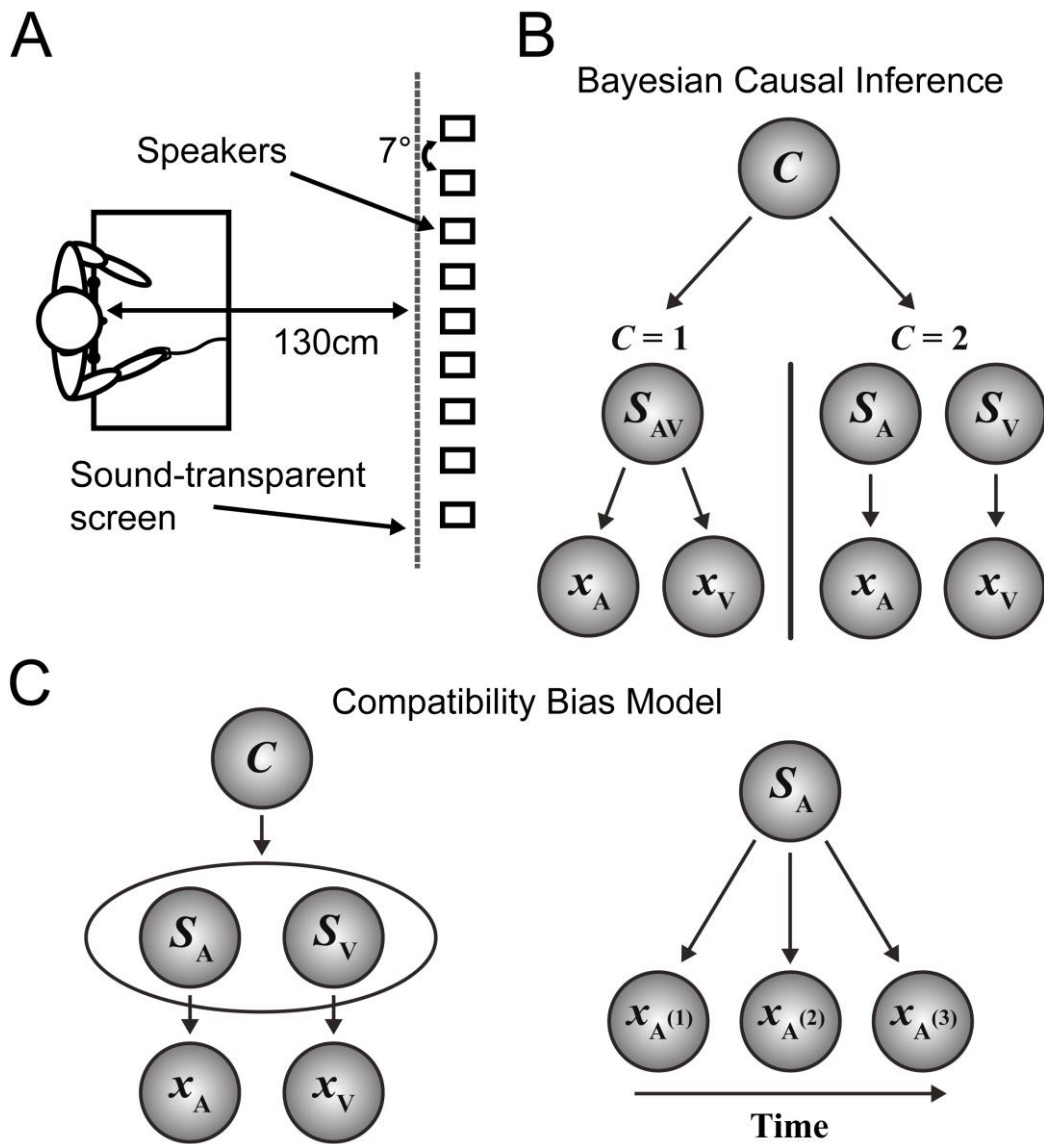 A
Speakers
7°
130cm
Sound-transparent
screen
B
Bayesian Causal Inference
C
C = 1
C = 2
S_AV
S_A
S_V
x_A
x_V
x_A
x_V
C
Compatibility Bias Model
C
S_A
S_V
x_A
x_V
S_A
x_A(1)
x_A(2)
x_A(3)
Time